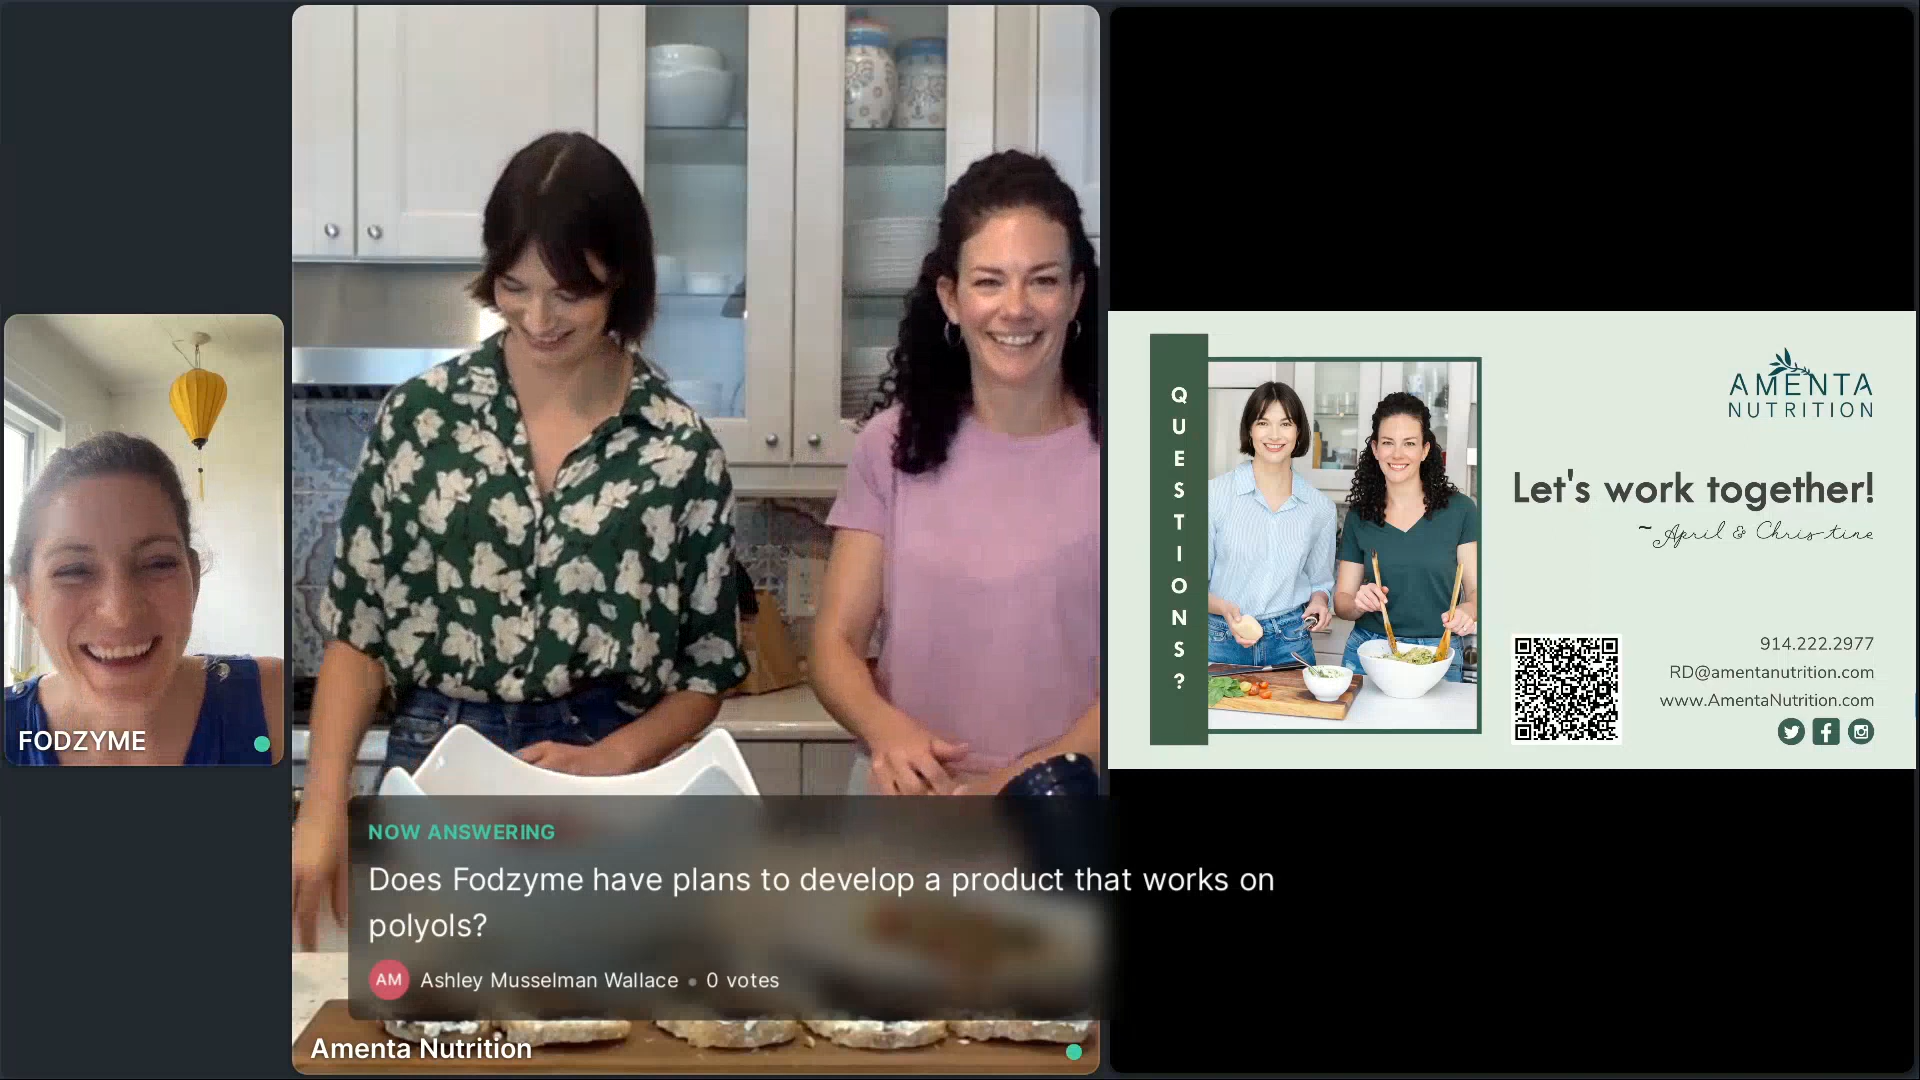 FODZYME
NOW ANSWERING
Does Fodzyme have plans to develop a product that works on
polyols?
AM
Ashley Musselman Wallace • 0 votes
Amenta Nutrition
QUESTIONS?
AMENTA
NUTRITION
Let's work together!
~April & Christine
914.222.2977
RD@amentanutrition.com
www.AmentaNutrition.com